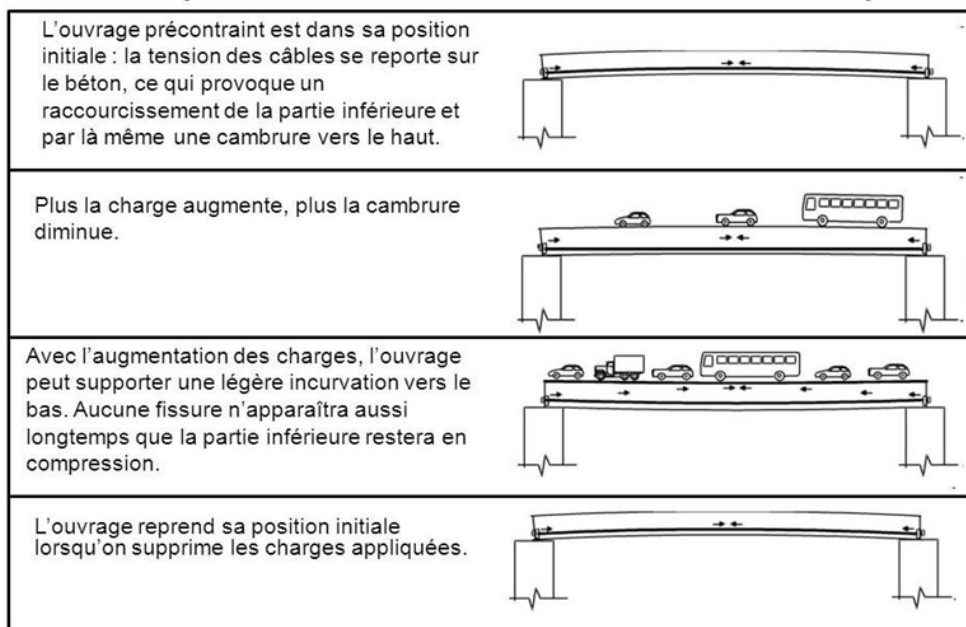 L'ouvrage précontraint est dans sa position
initiale : la tension des câbles se reporte sur
le béton, ce qui provoque un
raccourcissement de la partie inférieure et
par là même une cambrure vers le haut.
Plus la charge augmente, plus la cambrure
diminue.
Avec l'augmentation des charges, l'ouvrage
peut supporter une légère incurvation vers le
bas. Aucune fissure n'apparaîtra aussi
longtemps que la partie inférieure restera en
compression.
L'ouvrage reprend sa position initiale
lorsqu'on supprime les charges appliquées.